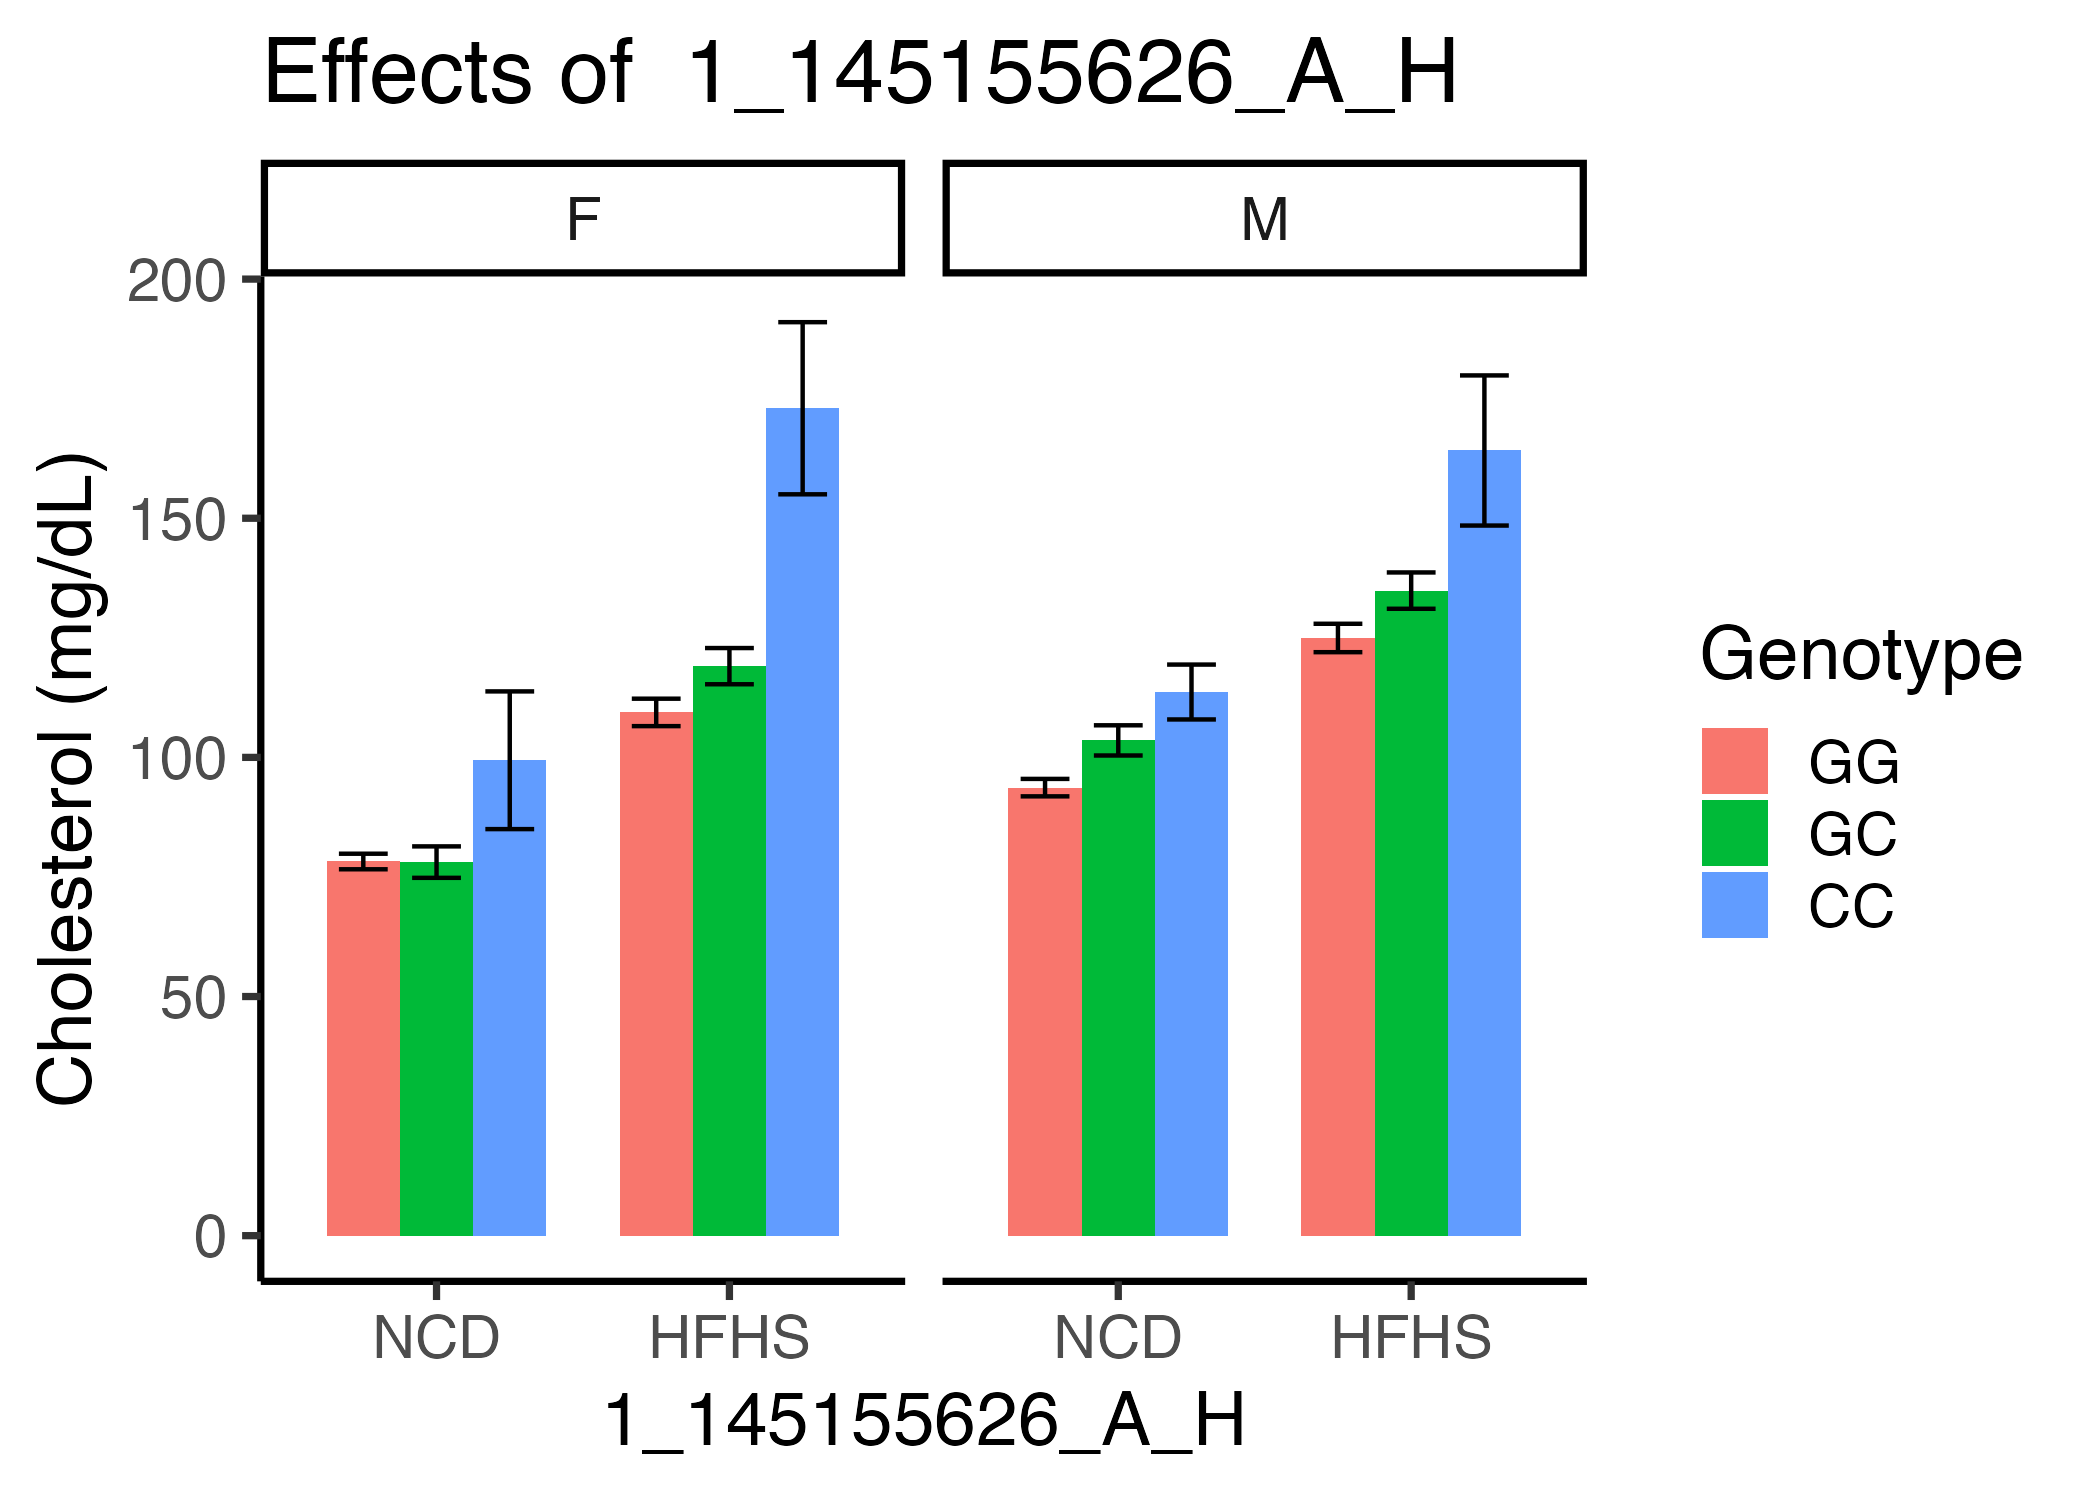 Effects of  1_145155626_A_H
F
M
200
150
100
50
0
Cholesterol (mg/dL)
NCD
HFHS
NCD
HFHS
1_145155626_A_H
Genotype
GG
GC
CC